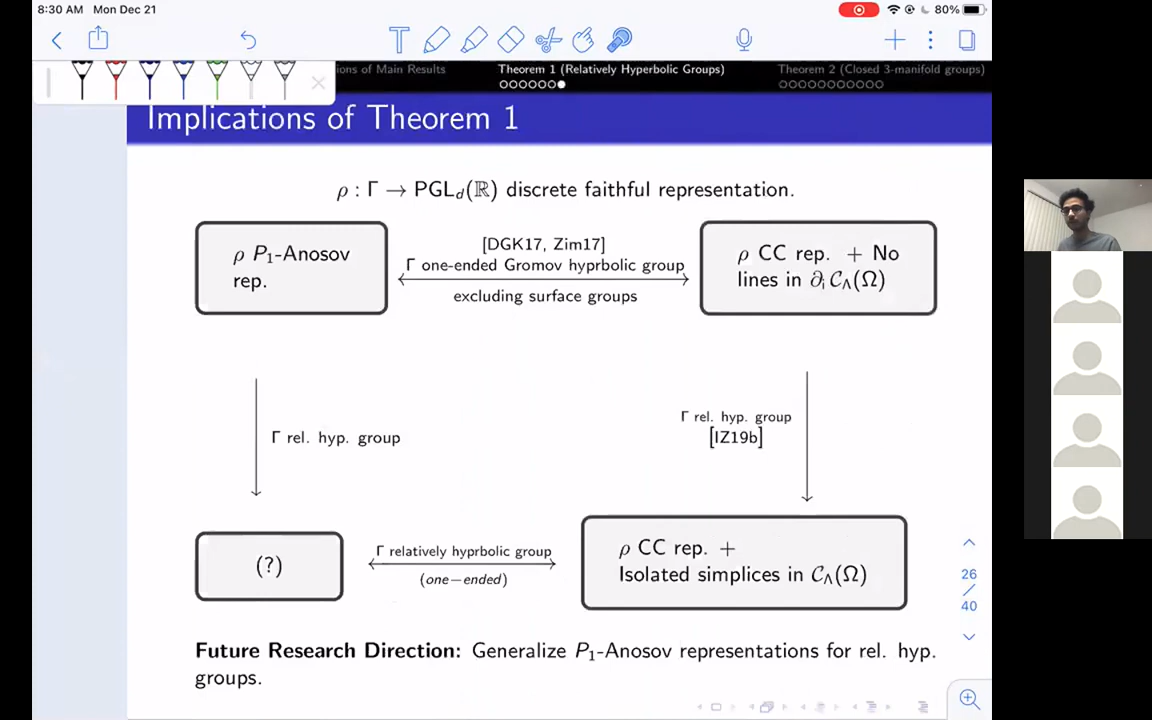 8:30 AM Mon Dec 21
80%
ions of Main Results
Theorem 1 (Relatively Hyperbolic Groups)
Theorem 2 (Closed 3-manifold groups)
Implications of Theorem 1
ρ : Γ → PGL_d(ℝ) discrete faithful representation.
ρ P₁-Anosov
rep.
[DGK17, Zim17]
Γ one-ended Gromov hyprbolic group
excluding surface groups
ρ CC rep. + No
lines in ∂ᵢ C_Λ(Ω)
Γ rel. hyp. group
Γ rel. hyp. group
[IZ19b]
(?)
Γ relatively hyprbolic group
(one-ended)
ρ CC rep. +
Isolated simplices in C_Λ(Ω)
26
/
40
Future Research Direction: Generalize P₁-Anosov representations for rel. hyp.
groups.